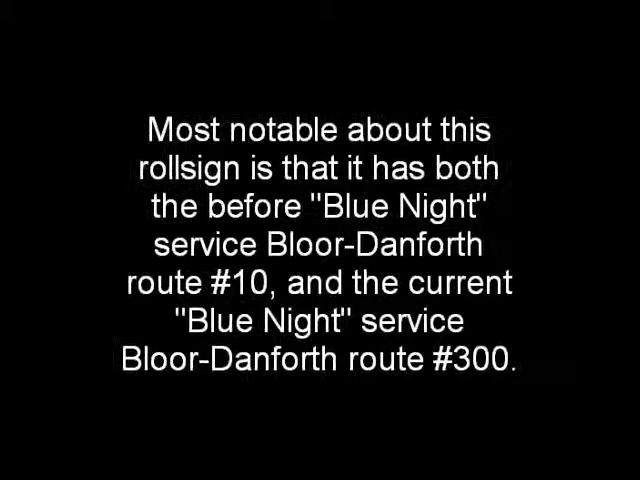 Most notable about this
rollsign is that it has both
the before "Blue Night"
service Bloor-Danforth
route #10, and the current
"Blue Night" service
Bloor-Danforth route #300.